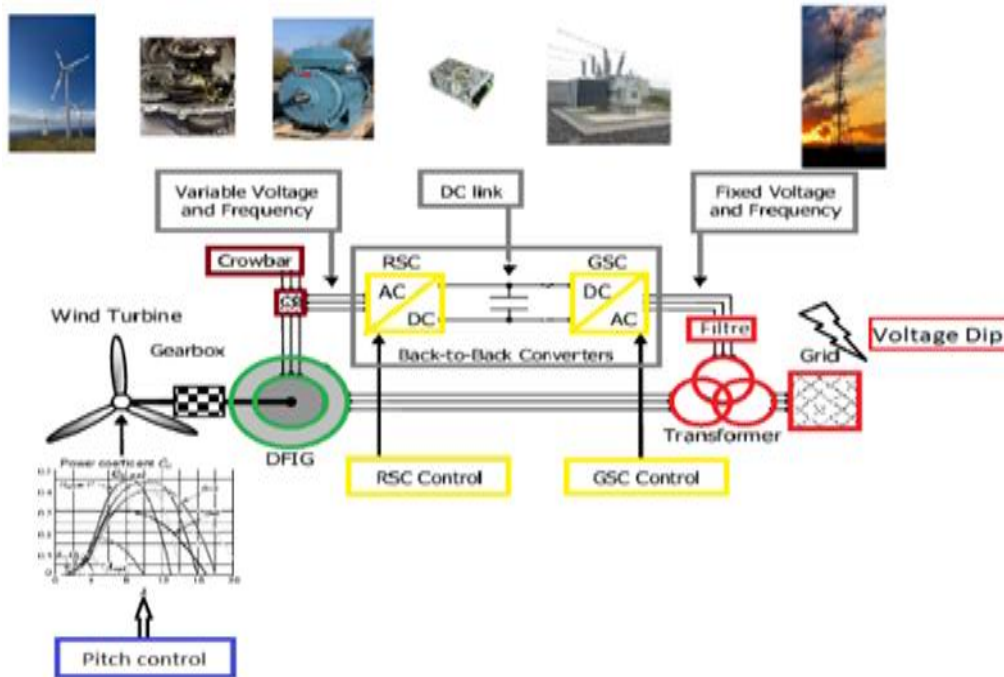 Variable Voltage
and Frequency
DC link
Fixed Voltage
and Frequency
Crowbar
RSC
GSC
AC
DC
DC
AC
Wind Turbine
Gearbox
Back-to-Back Converters
Filtre
Grid
Voltage Dip
Transformer
DFIG
RSC Control
GSC Control
Power coefficient
Pitch control